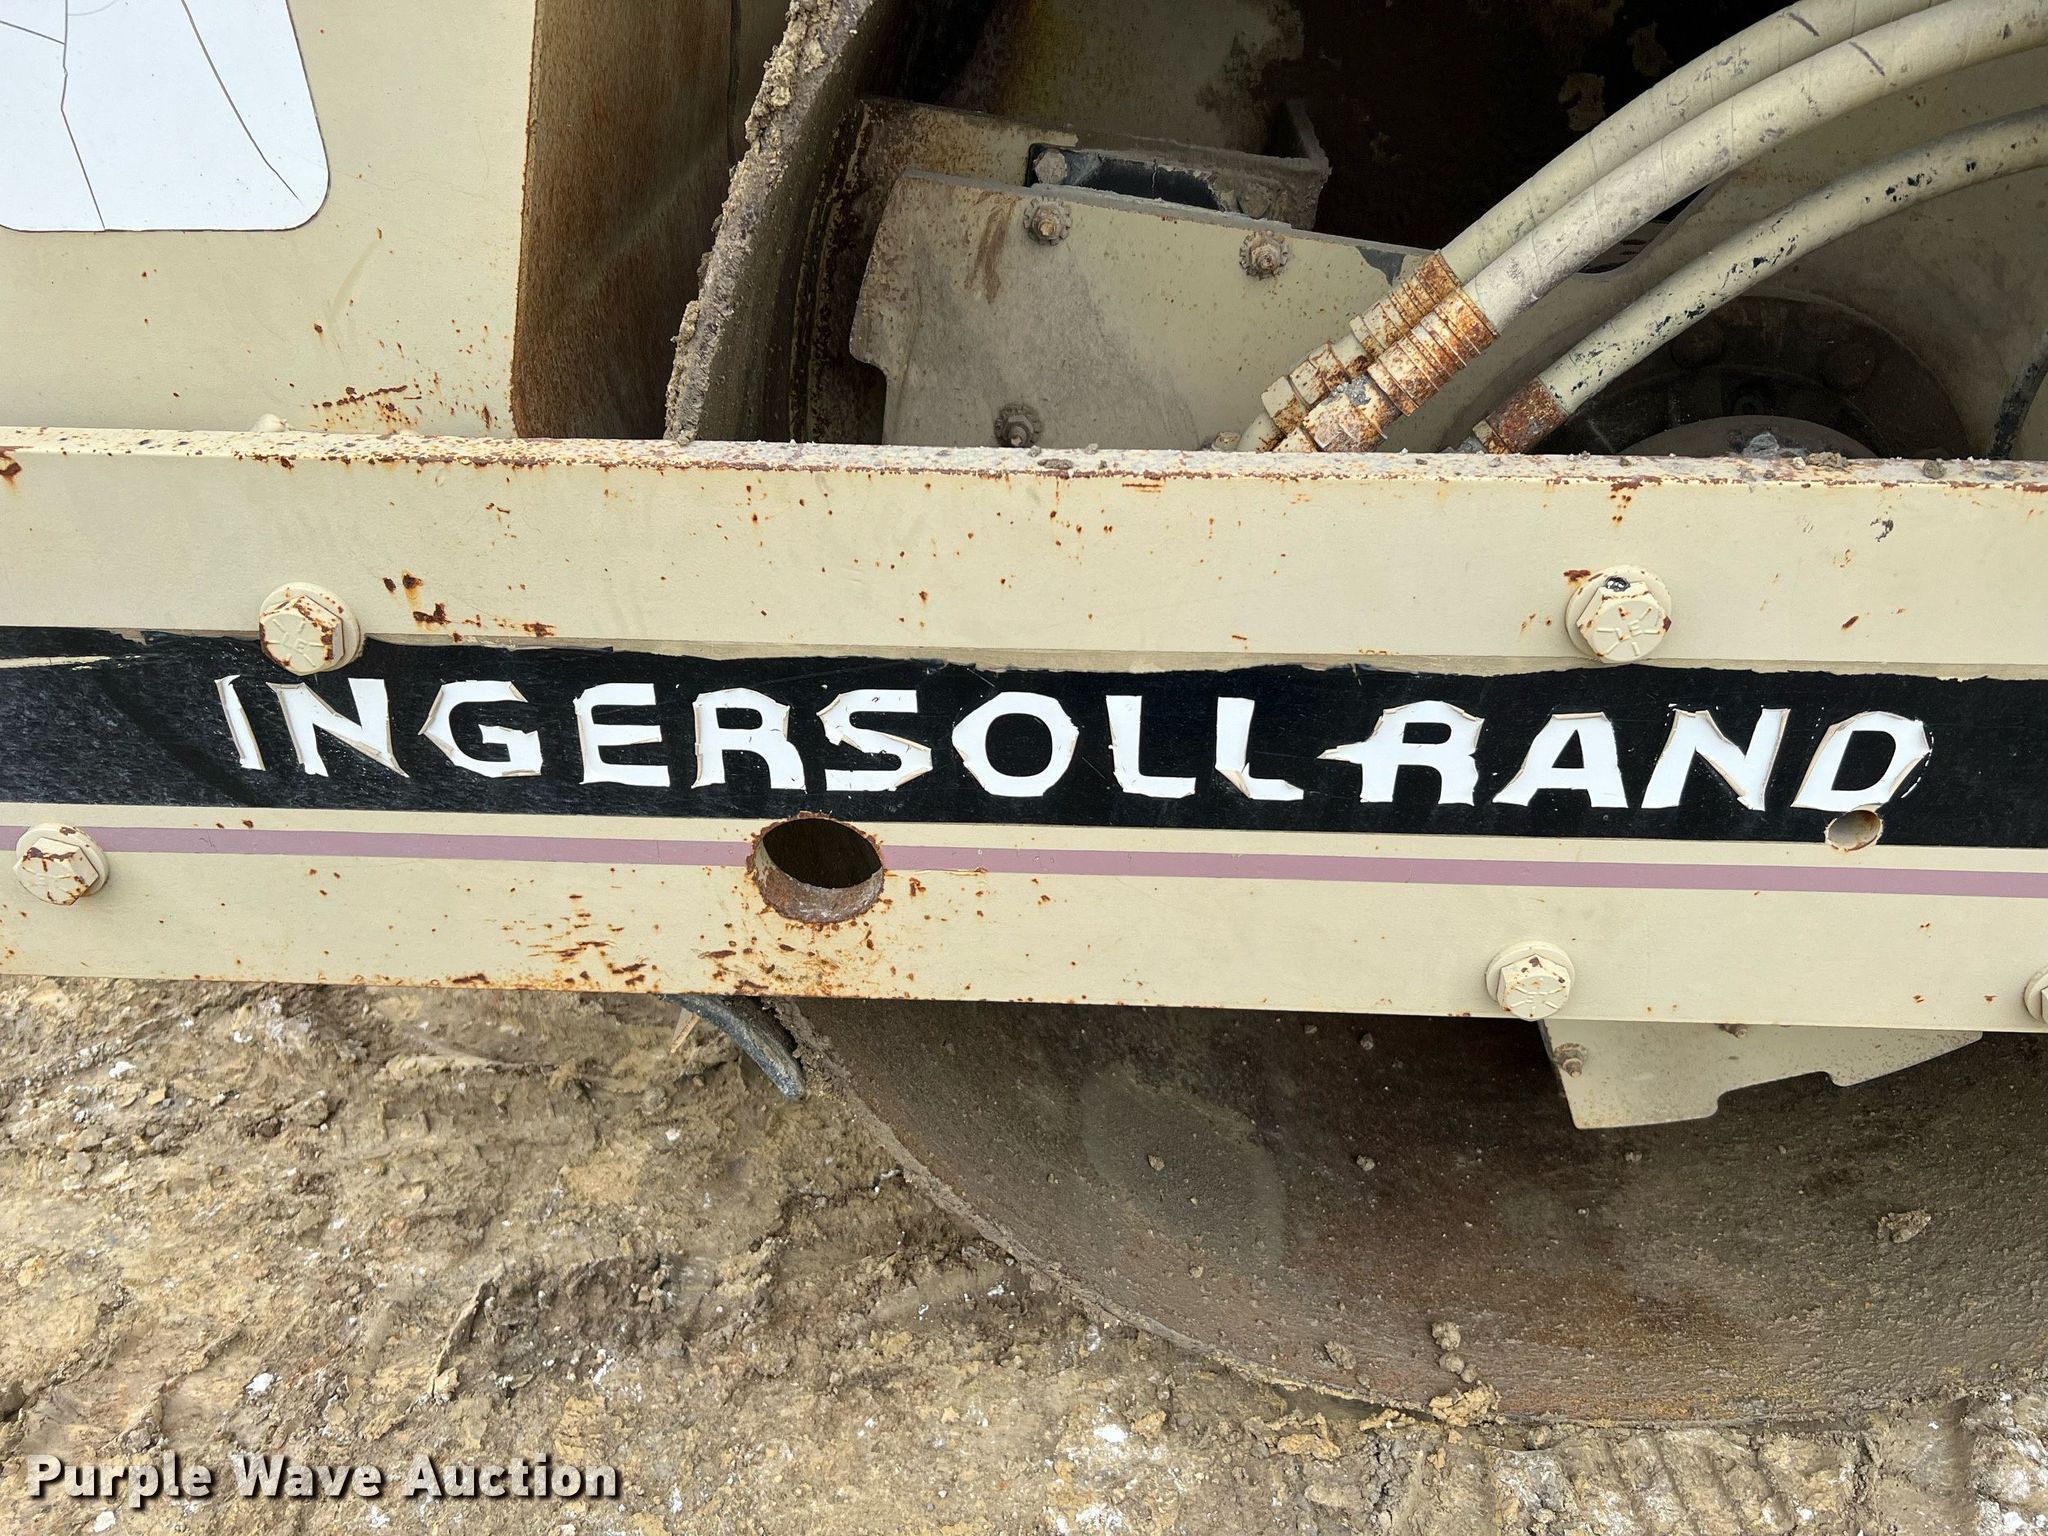 INGERSOLL-RAND
Purple Wave Auction